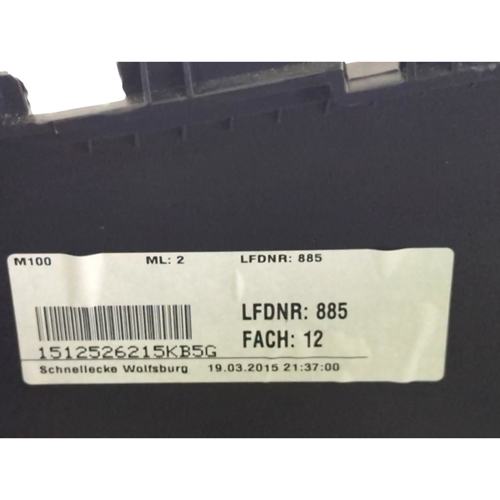 M100 ML: 2 LFDNR: 885
LFDNR: 885
FACH: 12
1512526215KB5G
Schnellecke Wolfsburg 19.03.2015 21:37:00